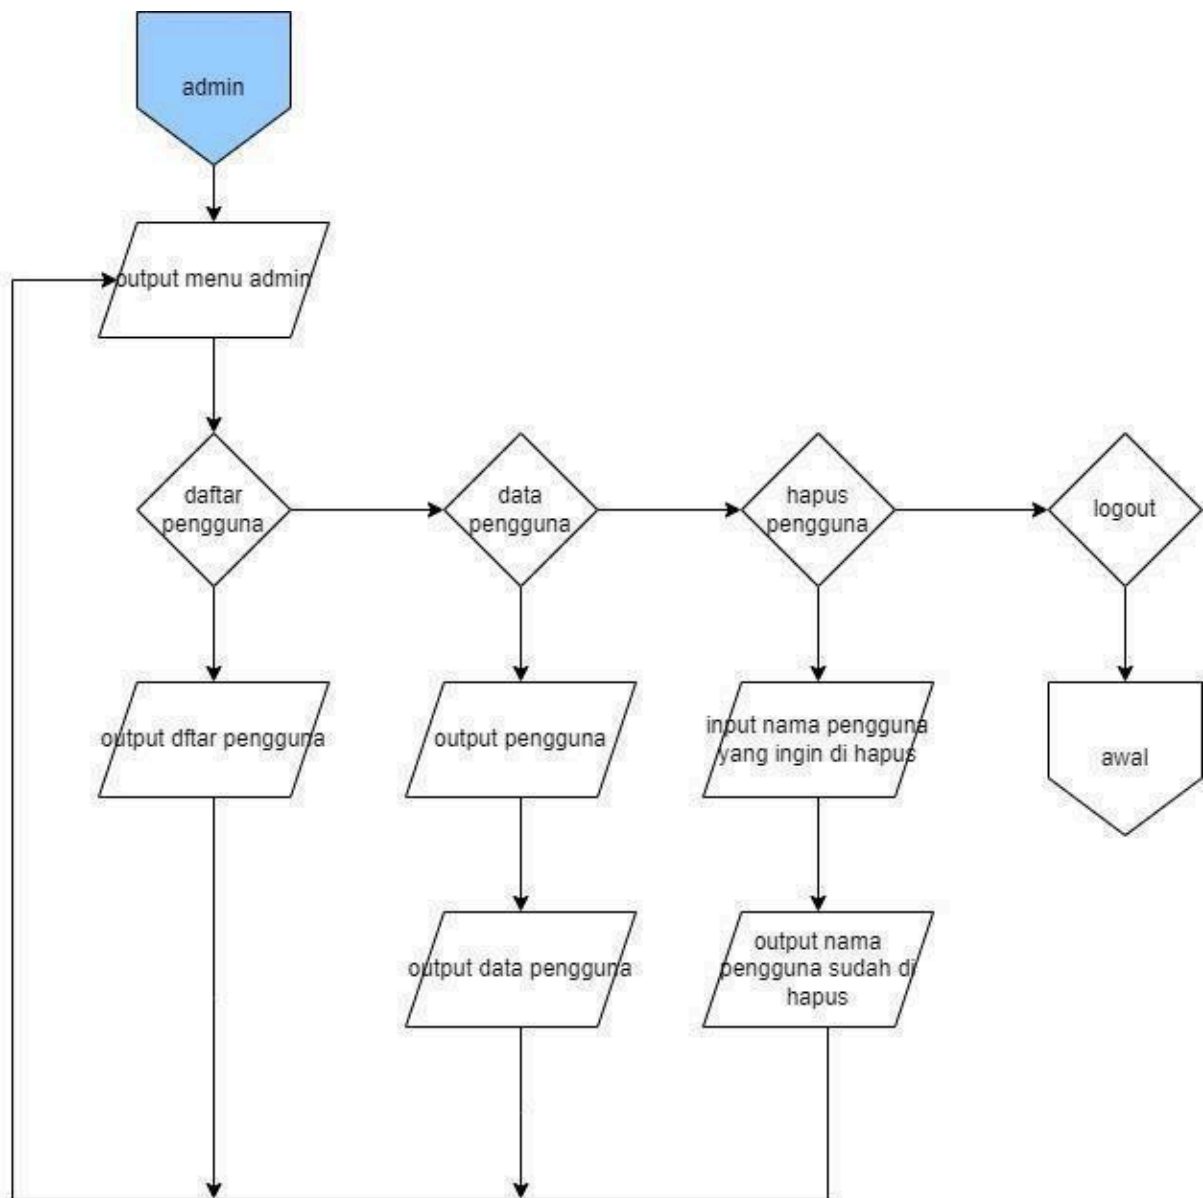 admin
output menu admin
daftar
pengguna
data
pengguna
hapus
pengguna
logout
output dftar pengguna
output pengguna
input nama pengguna
yang ingin di hapus
awal
output data pengguna
output nama
pengguna sudah di
hapus